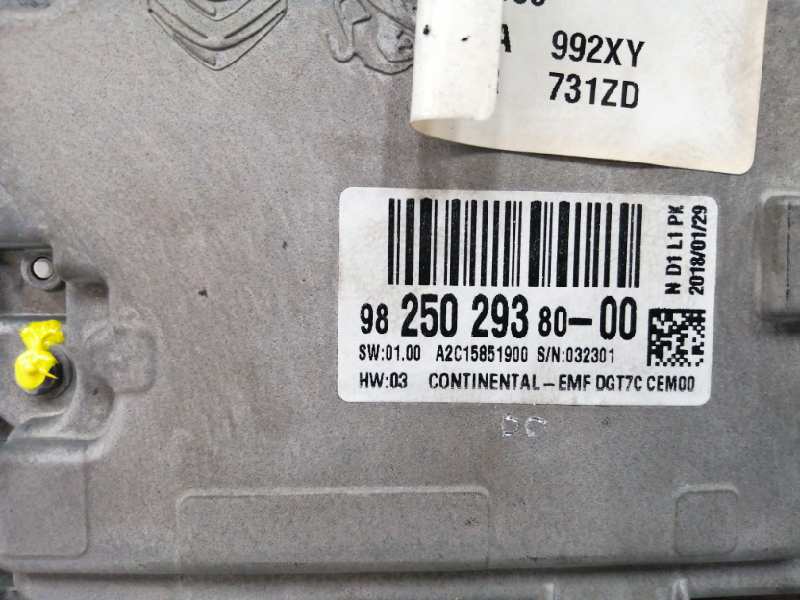 992XY
731ZD
98 250 293 80-00
SW:01.00 A2C15851900 S/N:032301
HW:03 CONTINENTAL-EMF DGT7C CEM00
N D1 L1 PK
2018/01/29